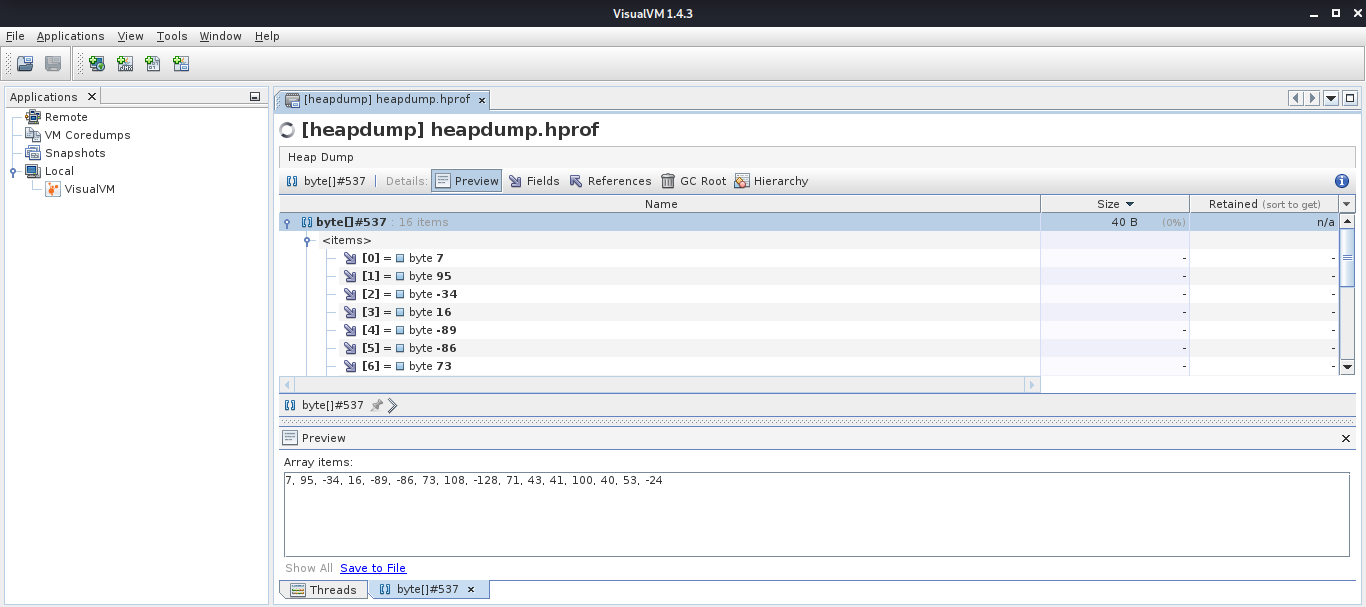 VisualVM 1.4.3
File Applications View Tools Window Help
Applications
Remote
VM Coredumps
Snapshots
Local
VisualVM
[heapdump] heapdump.hprof
[heapdump] heapdump.hprof
Heap Dump
byte[]#537 Details: Preview Fields References GC Root Hierarchy
Name Size Retained (sort to get)
byte[]#537 : 16 items 40 B (0%) n/a
<items>
[0] = byte 7 - -
[1] = byte 95 - -
[2] = byte -34 - -
[3] = byte 16 - -
[4] = byte -89 - -
[5] = byte -86 - -
[6] = byte 73 - -
byte[]#537
Preview
Array items:
7, 95, -34, 16, -89, -86, 73, 108, -128, 71, 43, 41, 100, 40, 53, -24
Show All Save to File
Threads byte[]#537